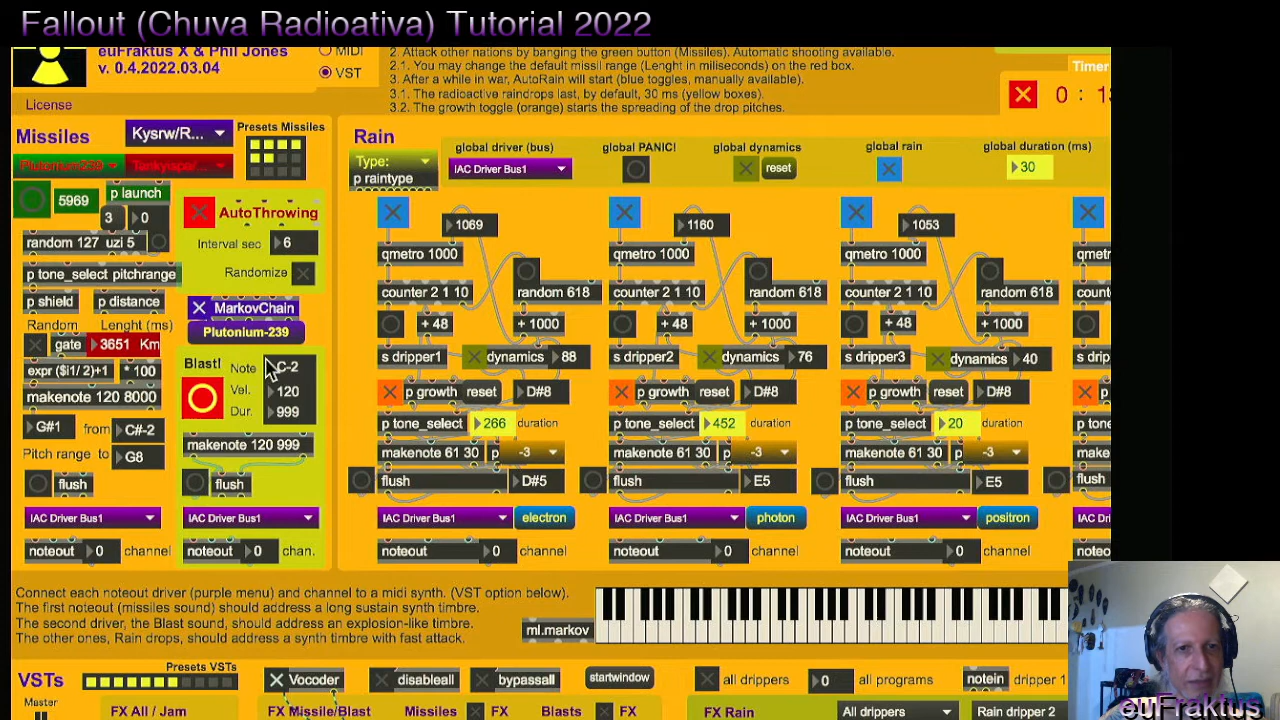 Fallout (Chuva Radioativa) Tutorial 2022
euFraktus X & Phil Jones
v. 0.4.2022.03.04
MIDI
VST
License
2. Attack other nations by banging the green button (Missiles). Automatic shooting available.
2.1. You may change the default missil range (Lenght in miliseconds) on the red box.
3. After a while in war, AutoRain will start (blue toggles, manually available).
3.1. The radioactive raindrops last, by default, 30 ms (yellow boxes).
3.2. The growth toggle (orange) starts the spreading of the drop pitches.
Timer
0 : 1
Missiles
Kysrw/R...
Presets Missiles
Plutonium239
5969
p launch
3
0
random 127
uzi 5
p tone_select
pitchrange
p shield
p distance
Random
Lenght (ms)
gate
3651 Km
expr ($i1/ 2)+1
* 100
makenote 120 8000
G#1
from
C#-2
Pitch range
to
G8
flush
IAC Driver Bus1
noteout
0
channel
AutoThrowing
Interval sec
6
Randomize
MarkovChain
Plutonium-239
Blast!
Note
C-2
Vel.
120
Dur.
999
makenote 120 999
flush
IAC Driver Bus1
noteout
0
chan.
Rain
Type:
p raintype
global driver (bus)
IAC Driver Bus1
global PANIC!
global dynamics
reset
global rain
global duration (ms)
30
1069
qmetro 1000
counter 2 1 10
random 618
+ 48
+ 1000
s dripper1
dynamics
88
p growth
reset
D#8
p tone_select
266
duration
makenote 61 30
p
-3
flush
D#5
IAC Driver Bus1
electron
noteout
0
channel
1160
qmetro 1000
counter 2 1 10
random 618
+ 48
+ 1000
s dripper2
dynamics
76
p growth
reset
D#8
p tone_select
452
duration
makenote 61 30
p
-3
flush
E5
IAC Driver Bus1
photon
noteout
0
channel
1053
qmetro 1000
counter 2 1 10
random 618
+ 48
+ 1000
s dripper3
dynamics
40
p growth
reset
D#8
p tone_select
20
duration
makenote 61 30
p
-3
flush
E5
IAC Driver Bus1
positron
noteout
0
channel
qmetr
count
s drip
p ton
make
flush
IAC D
note
Connect each noteout driver (purple menu) and channel to a midi synth. (VST option below).
The first noteout (missiles sound) should address a long sustain synth timbre.
The second driver, the Blast sound, should address an explosion-like timbre.
The other ones, Rain drops, should address a synth timbre with fast attack.
ml.markov
VSTs
Presets VSTs
Master
Vocoder
disableall
bypassall
startwindow
all drippers
0
all programs
notein
dripper 1
FX All / Jam
FX Missile/Blast
Missiles
FX
Blasts
FX
FX Rain
All drippers
Rain dripper 2
euFraktus